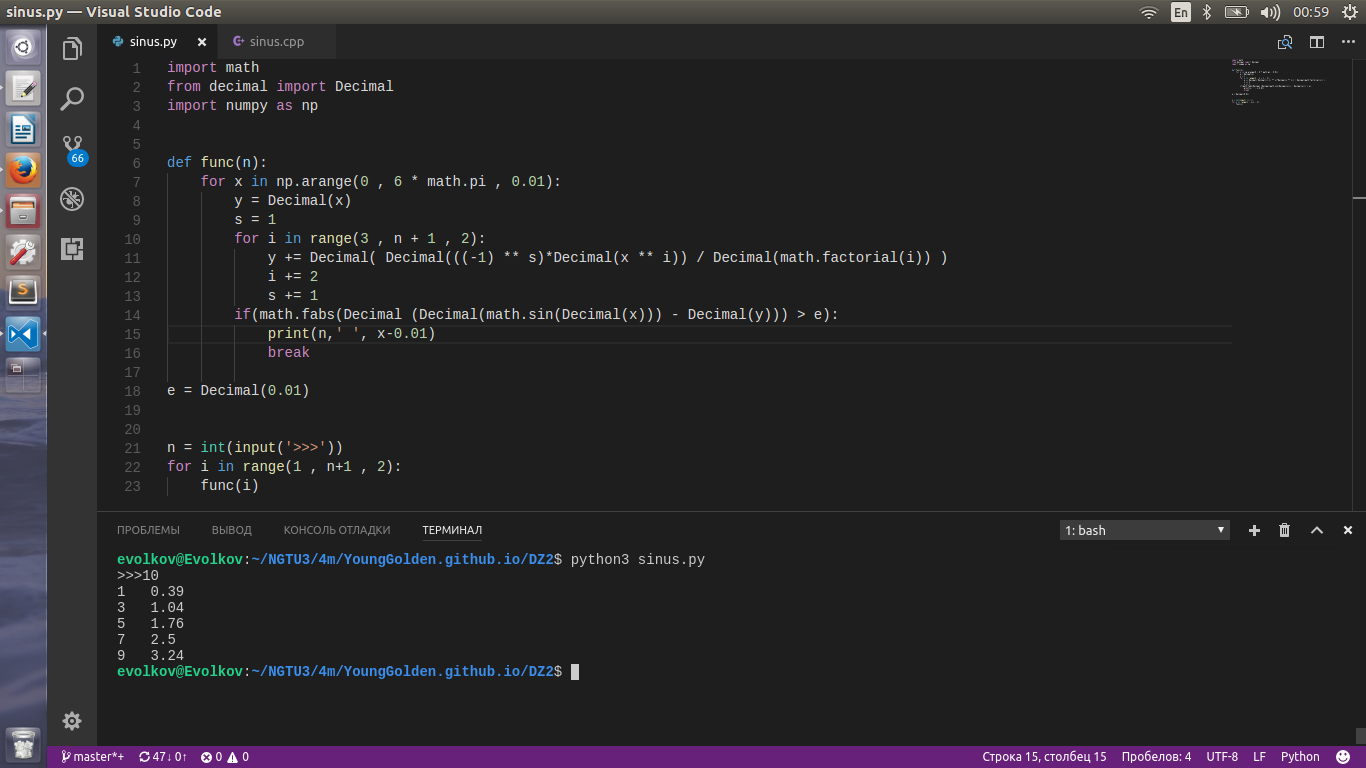 sinus.py — Visual Studio Code
En
00:59
sinus.py
sinus.cpp
66
1 import math
2 from decimal import Decimal
3 import numpy as np
4
5
6 def func(n):
7 for x in np.arange(0 , 6 * math.pi , 0.01):
8 y = Decimal(x)
9 s = 1
10 for i in range(3 , n + 1 , 2):
11 y += Decimal( Decimal(((-1) ** s)*Decimal(x ** i)) / Decimal(math.factorial(i)) )
12 i += 2
13 s += 1
14 if(math.fabs(Decimal (Decimal(math.sin(Decimal(x))) - Decimal(y))) > e):
15 print(n,' ', x-0.01)
16 break
17
18 e = Decimal(0.01)
19
20
21 n = int(input('>>>'))
22 for i in range(1 , n+1 , 2):
23 func(i)
ПРОБЛЕМЫ ВЫВОД КОНСОЛЬ ОТЛАДКИ ТЕРМИНАЛ
1: bash
evolkov@Evolkov:~/NGTU3/4m/YoungGolden.github.io/DZ2$ python3 sinus.py
>>>10
1 0.39
3 1.04
5 1.76
7 2.5
9 3.24
evolkov@Evolkov:~/NGTU3/4m/YoungGolden.github.io/DZ2$
master*+ 47↓ 0↑ 0 0 Строка 15, столбец 15 Пробелов: 4 UTF-8 LF Python